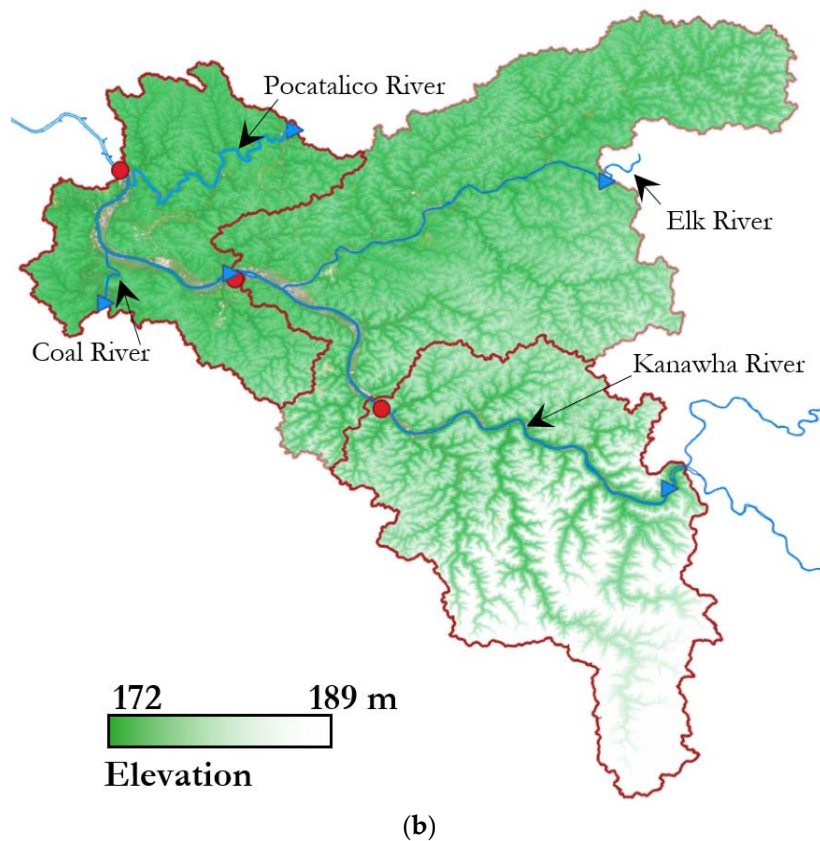 Pocatalico River
Elk River
Coal River
Kanawha River
172 189 m
Elevation
(b)